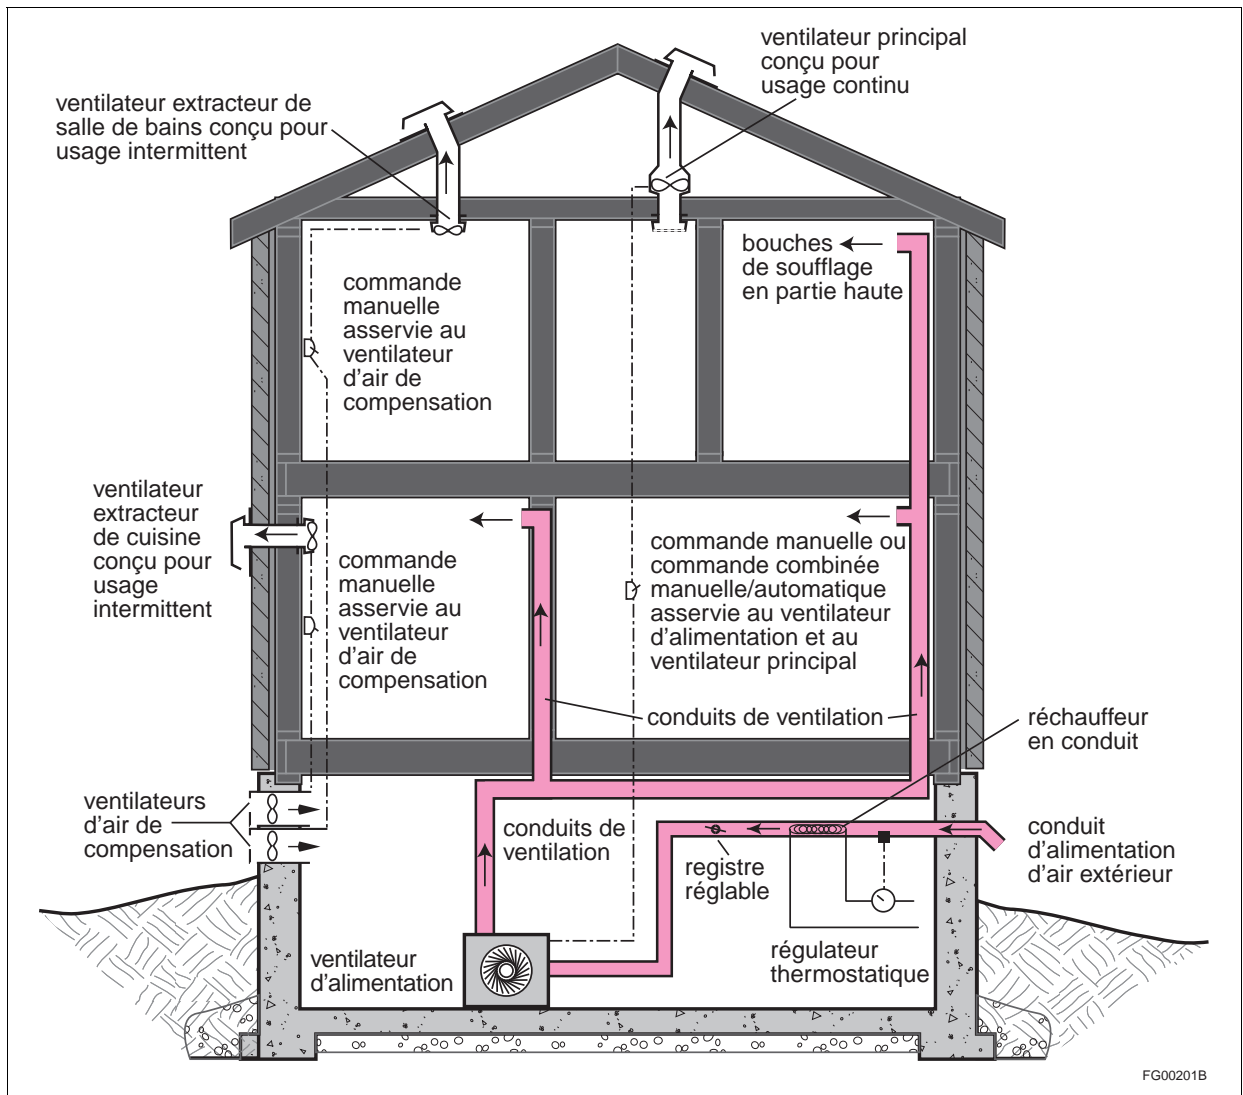 ventilateur principal
conçu pour
usage continu
ventilateur extracteur de
salle de bains conçu pour
usage intermittent
bouches
de soufflage
en partie haute
commande
manuelle
asservie au
ventilateur
d'air de
compensation
ventilateur
extracteur
de cuisine
conçu pour
usage
intermittent
commande
manuelle
asservie au
ventilateur
d'air de
compensation
commande manuelle ou
commande combinée
manuelle/automatique
asservie au ventilateur
d'alimentation et au
ventilateur principal
conduits de ventilation
réchauffeur
en conduit
ventilateurs
d'air de
compensation
conduits de
ventilation
registre
réglable
conduit
d'alimentation
d'air extérieur
ventilateur
d'alimentation
régulateur
thermostatique
FG00201B